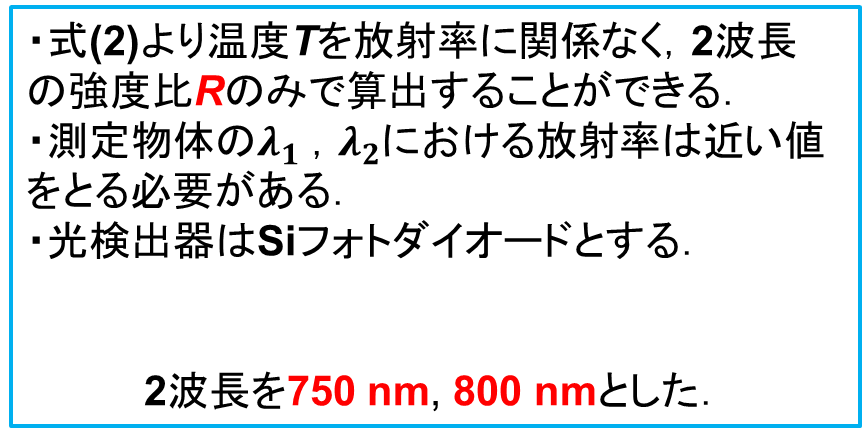 ・式(2)より温度Tを放射率に関係なく, 2波長
の強度比Rのみで算出することができる.
・測定物体のλ₁ , λ₂における放射率は近い値
をとる必要がある.
・光検出器はSiフォトダイオードとする.
2波長を750 nm, 800 nmとした.